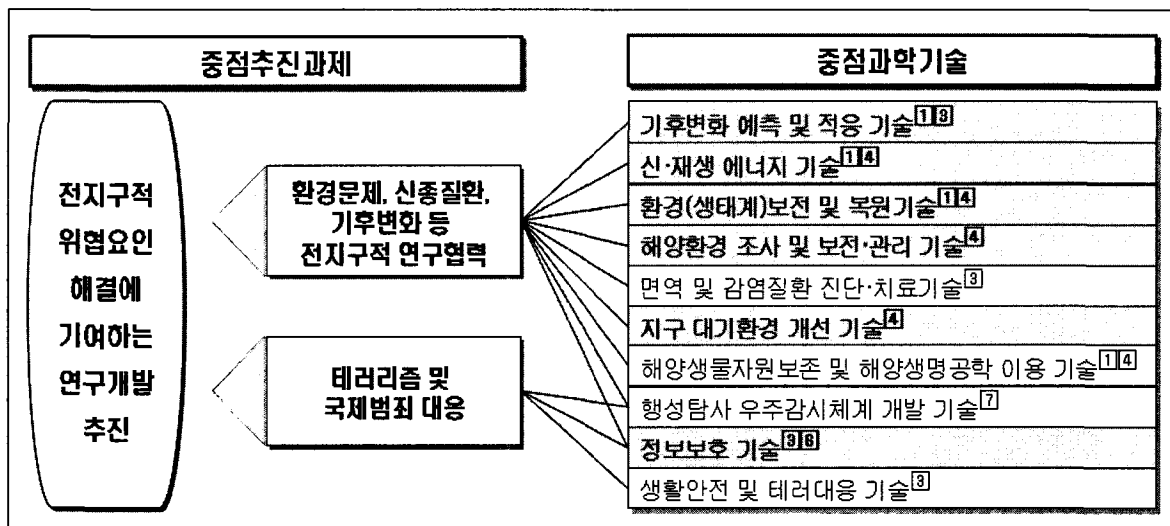 중점추진과제
중점과학기술
전지구적
위협요인
해결에
기여하는
연구개발
추진
환경문제, 신종질환,
기후변화 등
전지구적 연구협력
테러리즘 및
국제범죄 대응
기후변화 예측 및 적응 기술 1 3
신·재생 에너지 기술 1 4
환경(생태계)보전 및 복원기술 1 4
해양환경 조사 및 보전·관리 기술 4
면역 및 감염질환 진단·치료기술 3
지구 대기환경 개선 기술 4
해양생물자원보존 및 해양생명공학 이용 기술 1 4
행성탐사 우주감시체계 개발 기술 7
정보보호 기술 3 6
생활안전 및 테러대응 기술 3